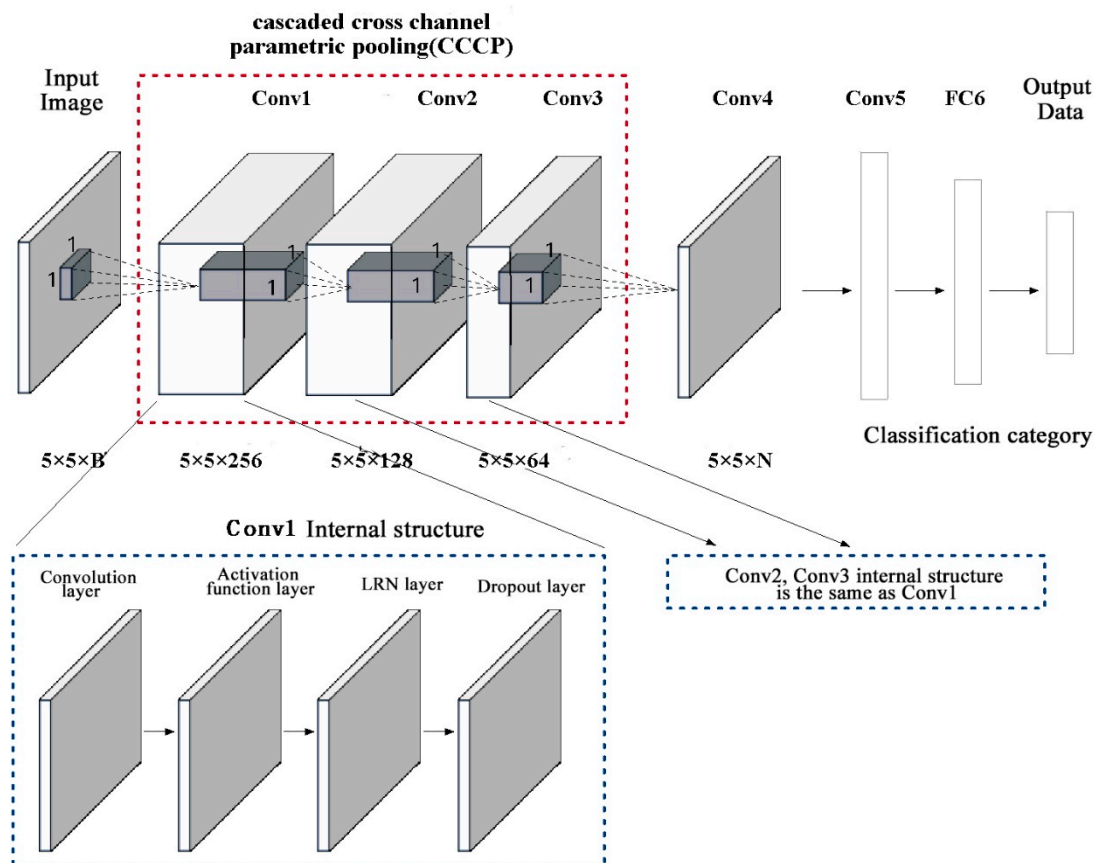 cascaded cross channel
parametric pooling(CCCP)
Input
Image
Conv1
Conv2
Conv3
Conv4
Conv5
FC6
Output
Data
1
1
1
1
1
1
1
1
Classification category
5×5×B
5×5×256
5×5×128
5×5×64
5×5×N
Conv1 Internal structure
Convolution
layer
Activation
function layer
LRN layer
Dropout layer
Conv2, Conv3 internal structure
is the same as Conv1